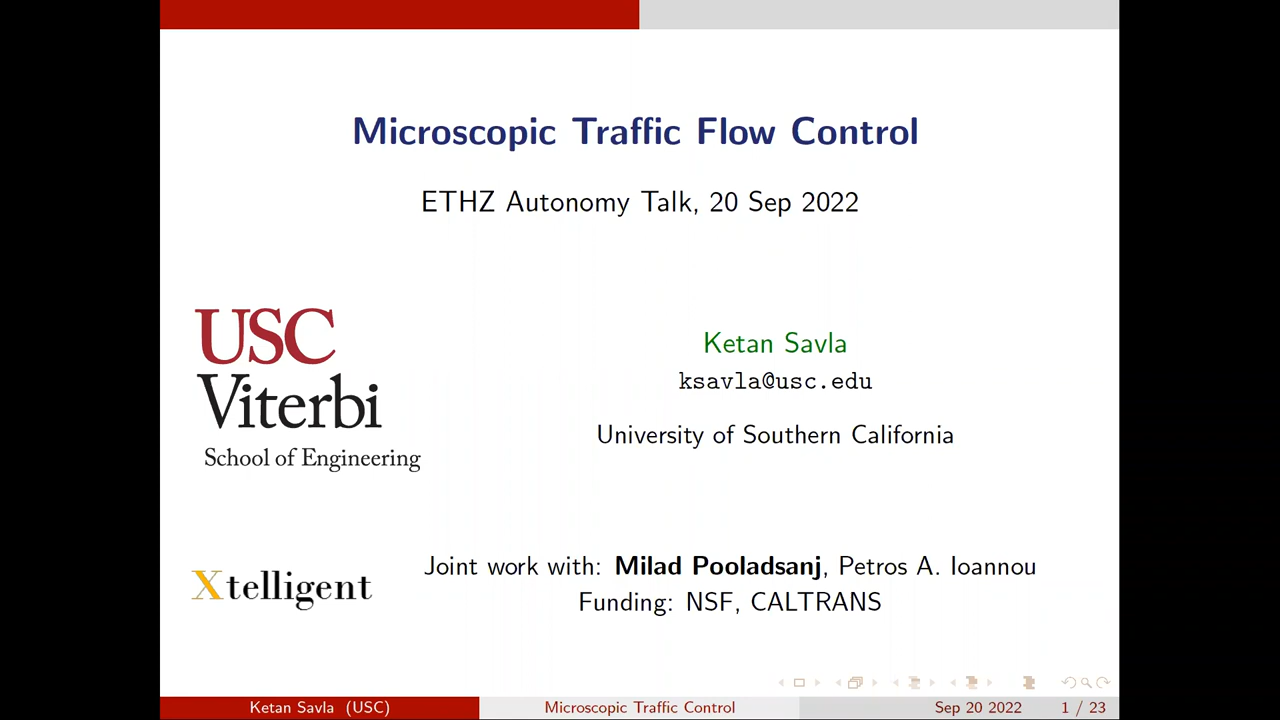 Microscopic Traffic Flow Control
ETHZ Autonomy Talk, 20 Sep 2022
USC
Viterbi
School of Engineering
Ketan Savla
ksavla@usc.edu
University of Southern California
Xtelligent
Joint work with: Milad Pooladsanj, Petros A. Ioannou
Funding: NSF, CALTRANS
Ketan Savla (USC) Microscopic Traffic Control Sep 20 2022 1 / 23